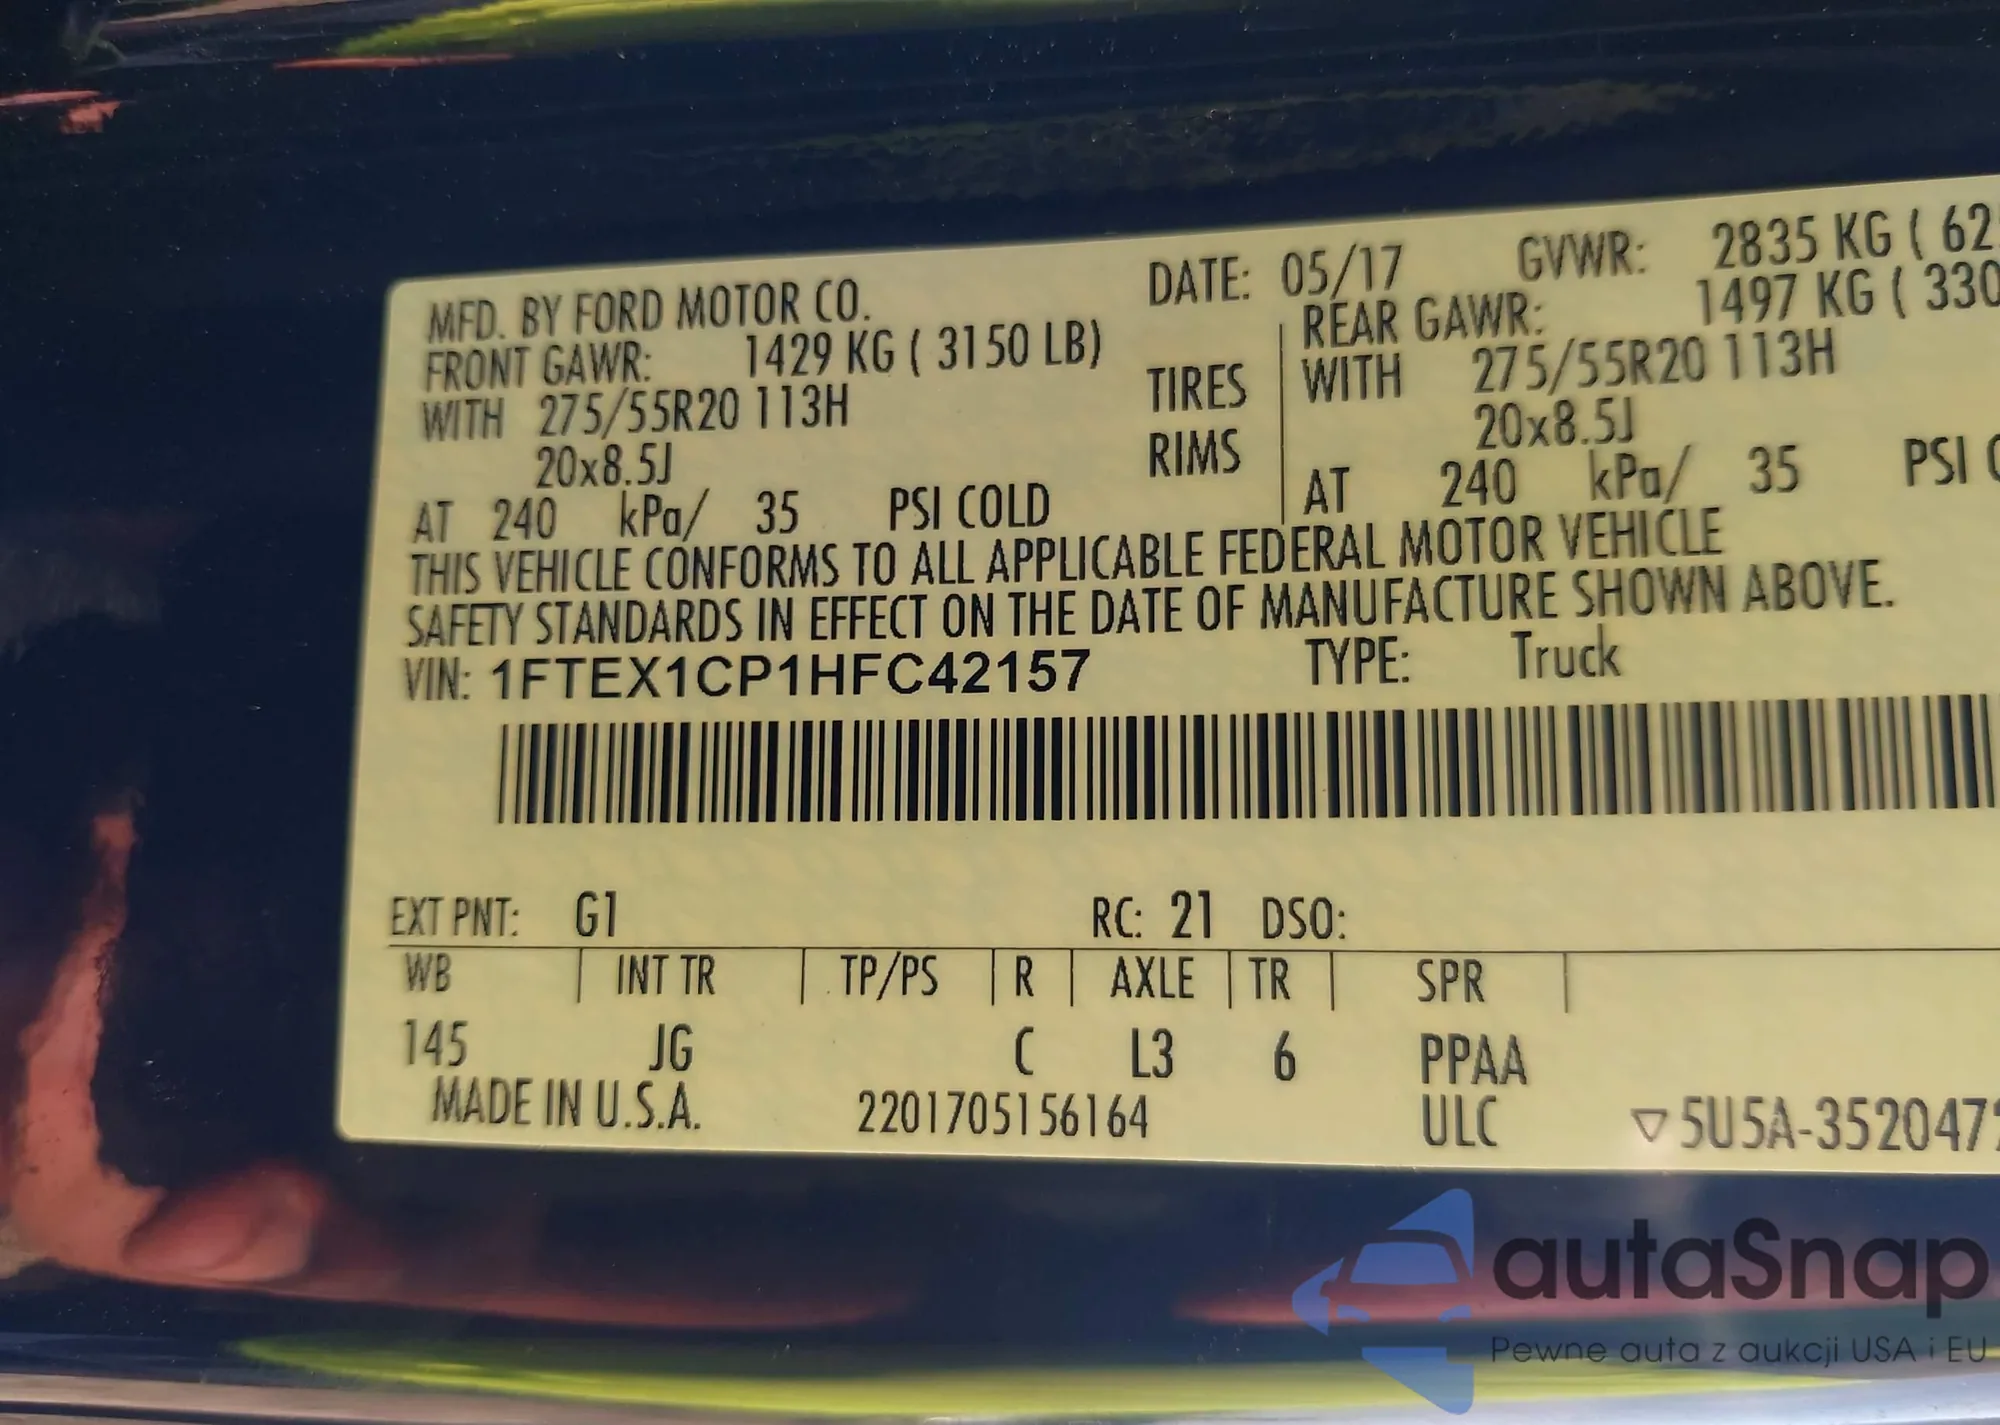 MFD. BY FORD MOTOR CO. DATE: 05/17 GVWR: 2835 KG ( 62
FRONT GAWR: 1429 KG ( 3150 LB) REAR GAWR: 1497 KG ( 330
WITH 275/55R20 113H TIRES WITH 275/55R20 113H
20x8.5J RIMS 20x8.5J
AT 240 kPa/ 35 PSI COLD AT 240 kPa/ 35 PSI
THIS VEHICLE CONFORMS TO ALL APPLICABLE FEDERAL MOTOR VEHICLE
SAFETY STANDARDS IN EFFECT ON THE DATE OF MANUFACTURE SHOWN ABOVE.
VIN: 1FTEX1CP1HFC42157 TYPE: Truck
EXT PNT: G1 RC: 21 DSO:
WB INT TR TP/PS R AXLE TR SPR
145 JG C L3 6 PPAA
MADE IN U.S.A. 2201705156164 ULC ▽5U5A-3520472
autaSnap
Pewne auta z aukcji USA i EU